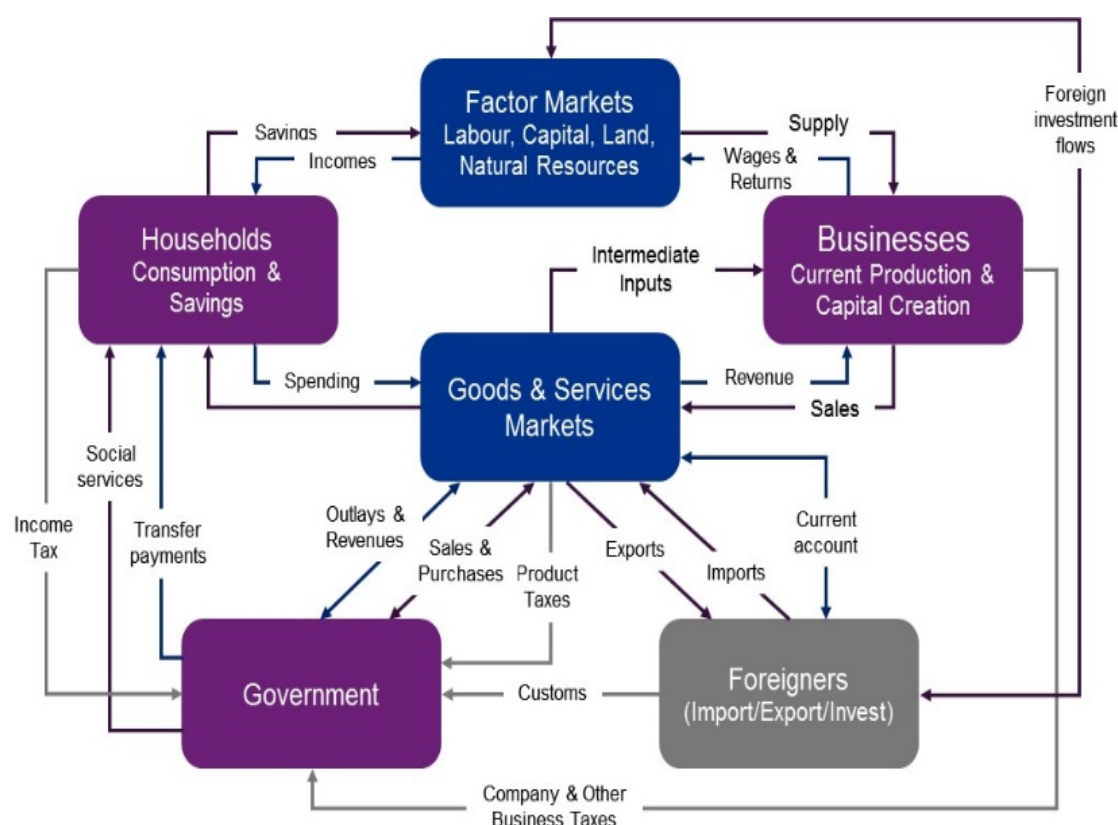 Factor Markets
Labour, Capital, Land,
Natural Resources
Foreign
investment
flows
Savings
Incomes
Supply
Wages &
Returns
Households
Consumption &
Savings
Businesses
Current Production &
Capital Creation
Intermediate
Inputs
Spending
Goods & Services
Markets
Revenue
Sales
Social
services
Income
Tax
Transfer
payments
Outlays &
Revenues
Sales &
Purchases
Product
Taxes
Exports
Imports
Current
account
Government
Customs
Foreigners
(Import/Export/Invest)
Company & Other
Business Taxes